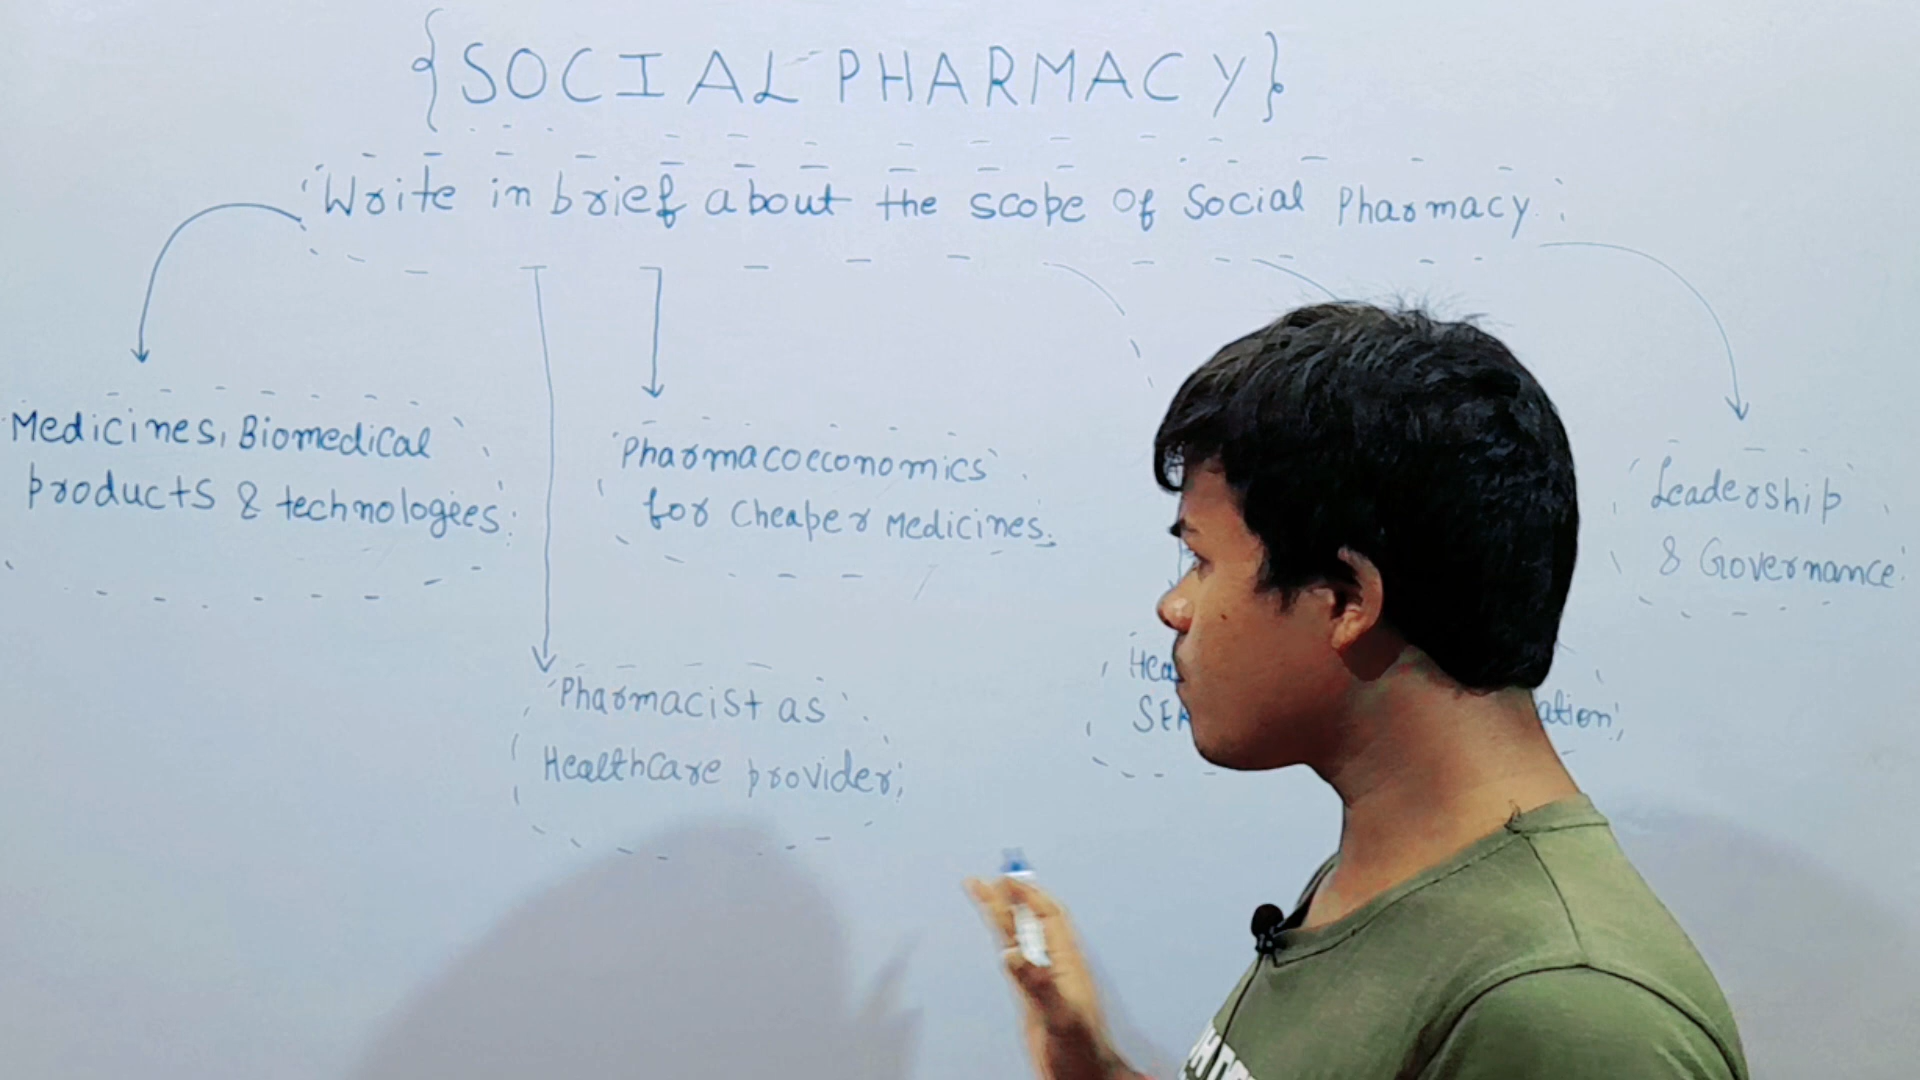 {SOCIAL PHARMACY}
Write in brief about the scope of Social Pharmacy
Medicines, Biomedical
products & technologies
Pharmacoeconomics
for Cheaper Medicines.
Leadership
& Governance
Pharmacist as
Healthcare provider